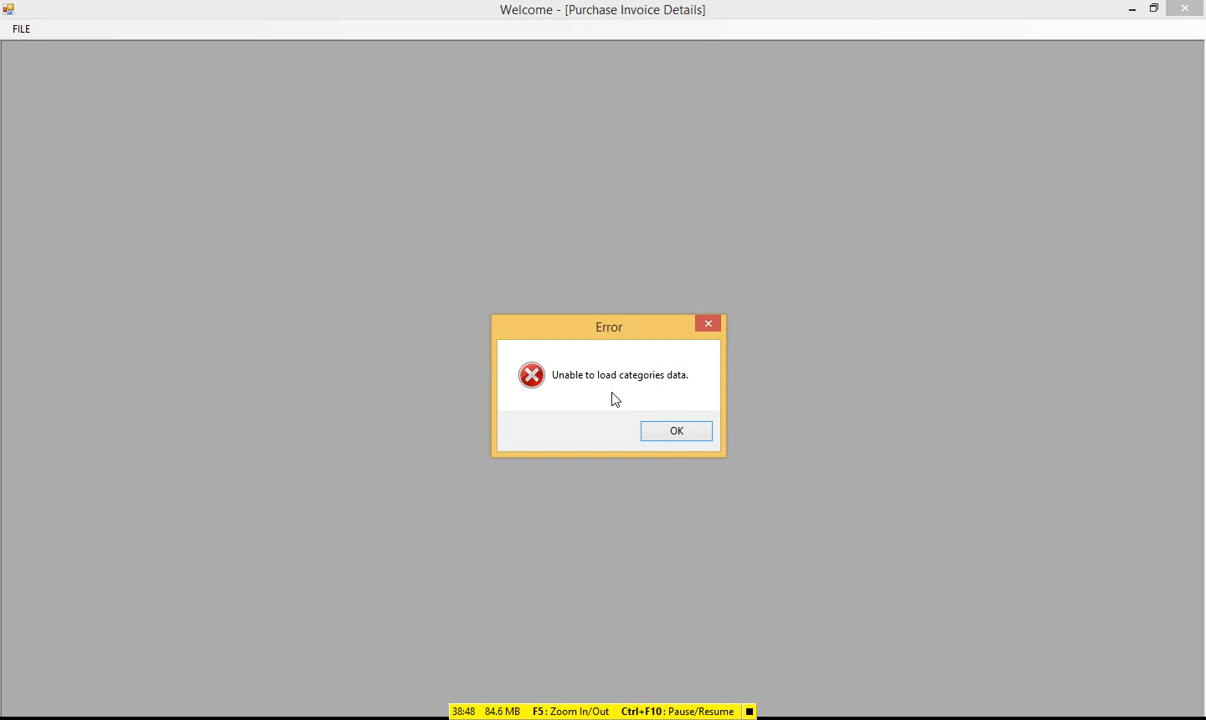 Welcome - [Purchase Invoice Details]
FILE
Error
Unable to load categories data.
OK
38:48 84.6 MB F5: Zoom In/Out Ctrl+F10: Pause/Resume